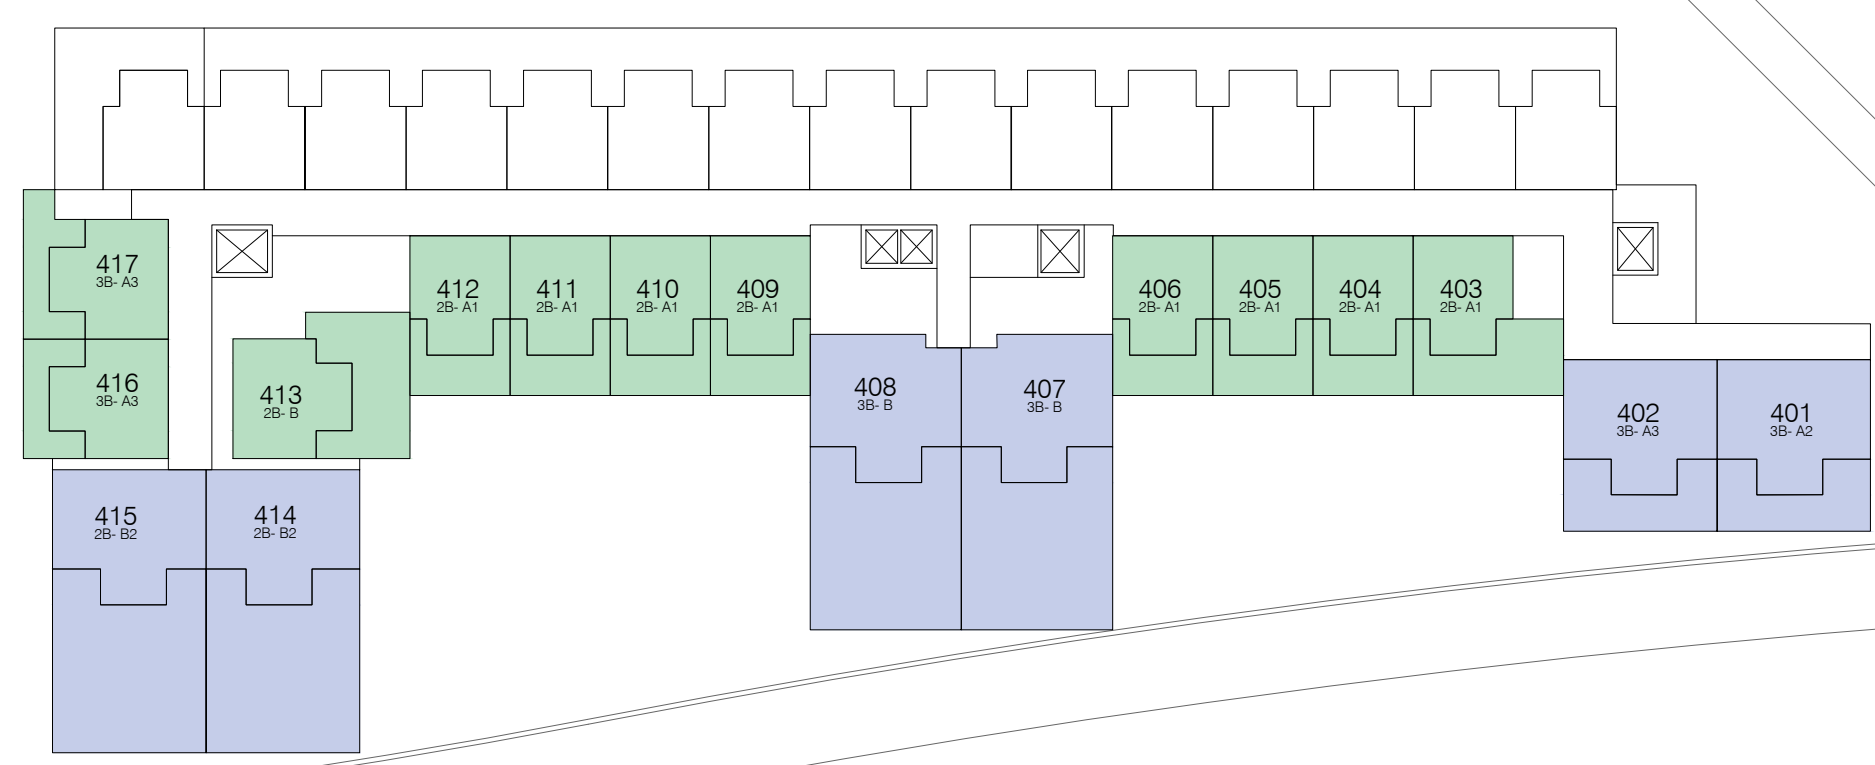 417
3B- A3
416
3B- A3
413
2B- B
412
2B- A1
411
2B- A1
410
2B- A1
409
2B- A1
408
3B- B
407
3B- B
406
2B- A1
405
2B- A1
404
2B- A1
403
2B- A1
402
3B- A3
401
3B- A2
415
2B- B2
414
2B- B2